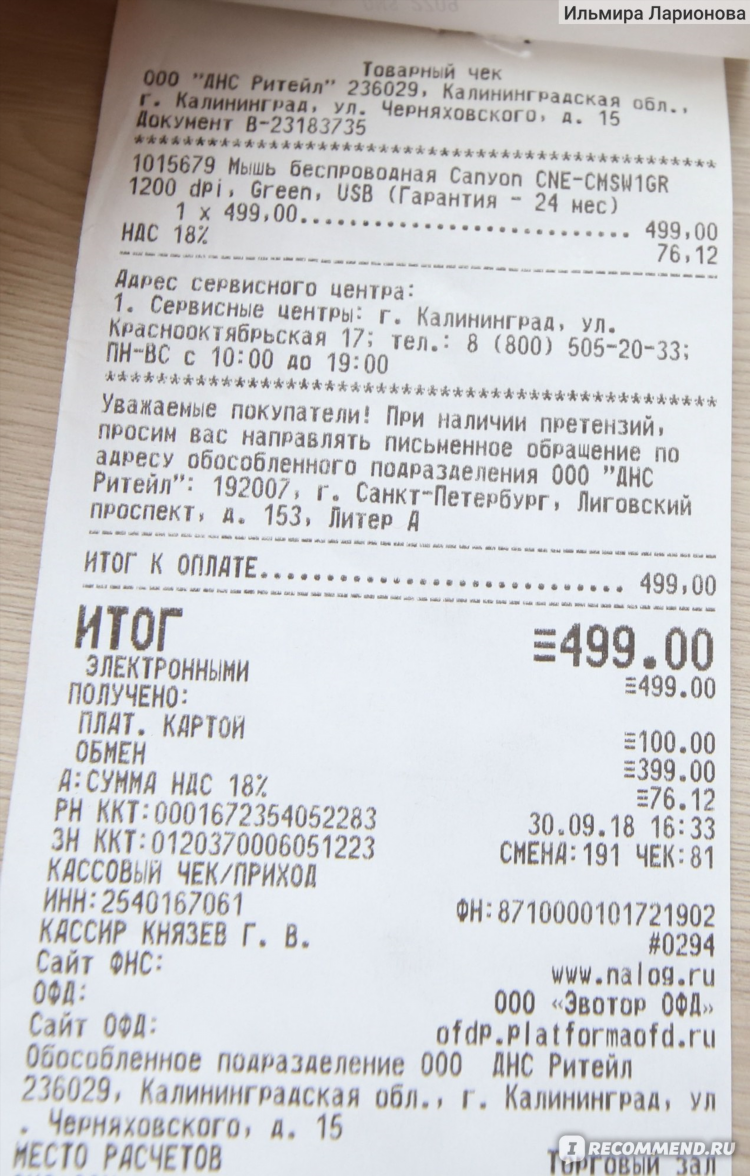 Ильмира Ларионова
Товарный чек
ООО "ДНС Ритейл" 236029, Калининградская обл.,
г. Калининград, ул. Черняховского, д. 15
Документ В-23183735
************************************************
1015679 Мышь беспроводная Canyon CNE-CMSW1GR
1200 dpi, Green, USB (Гарантия - 24 мес)
1 x 499,00............................ 499,00
НДС 18% 76,12
------------------------------------------------
Адрес сервисного центра:
1. Сервисные центры: г. Калининград, ул.
Краснооктябрьская 17; тел.: 8 (800) 505-20-33;
ПН-ВС с 10:00 до 19:00
************************************************
Уважаемые покупатели! При наличии претензий,
просим вас направлять письменное обращение по
адресу обособленного подразделения ООО "ДНС
Ритейл": 192007, г. Санкт-Петербург, Лиговский
проспект, д. 153, Литер А
------------------------------------------------
ИТОГ К ОПЛАТЕ............................ 499,00
------------------------------------------------
ИТОГ ≡499.00
ЭЛЕКТРОННЫМИ ≡499.00
ПОЛУЧЕНО:
ПЛАТ. КАРТОЙ ≡100.00
ОБМЕН ≡399.00
А:СУММА НДС 18% ≡76.12
РН ККТ:0001672354052283 30.09.18 16:33
ЗН ККТ:0120370006051223 СМЕНА:191 ЧЕК:81
КАССОВЫЙ ЧЕК/ПРИХОД
ИНН:2540167061 ФН:8710000101721902
КАССИР КНЯЗЕВ Г. В. #0294
Сайт ФНС: www.nalog.ru
ОФД: ООО «Эвотор ОФД»
Сайт ОФД: ofdp.platformaofd.ru
Обособленное подразделение ООО ДНС Ритейл
236029, Калининградская обл., г. Калининград, ул
. Черняховского, д. 15
МЕСТО РАСЧЕТОВ Торговый зал
IRECOMMEND.RU